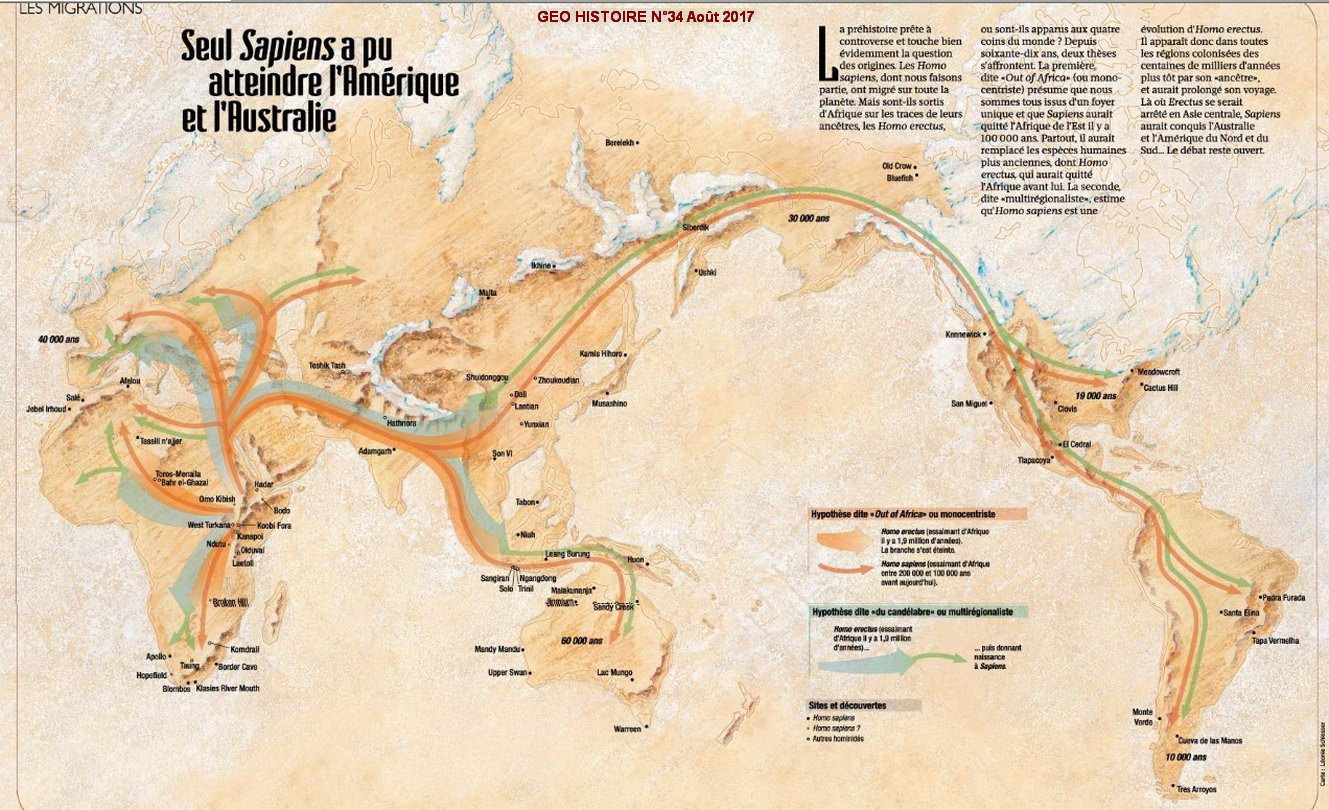 LES MIGRATIONS
GEO HISTOIRE N°34 Août 2017
Seul Sapiens a pu
atteindre l'Amérique
et l'Australie
La préhistoire prête à
controverse et touche bien
évidemment la question
des origines. Les Homo
sapiens, dont nous faisons
partie, ont migré sur toute la
planète. Mais sont-ils sortis
d'Afrique sur les traces de leurs
ancêtres, les Homo erectus,
ou sont-ils apparus aux quatre
coins du monde ? Depuis
soixante-dix ans, deux thèses
s'affrontent. La première,
dite «Out of Africa» (ou mono-
centriste) présume que nous
sommes tous issus d'un foyer
unique et que Sapiens aurait
quitté l'Afrique de l'Est il y a
100 000 ans. Partout, il aurait
remplacé les espèces humaines
plus anciennes, dont Homo
erectus, qui aurait quitté
l'Afrique avant lui. La seconde,
dite «multirégionaliste», estime
qu'Homo sapiens est une
évolution d'Homo erectus.
Il apparaît donc dans toutes
les régions colonisées des
centaines de milliers d'années
plus tôt par son «ancêtre»,
et aurait prolongé son voyage.
Là où Erectus se serait
arrêté en Asie centrale, Sapiens
aurait conquis l'Australie
et l'Amérique du Nord et du
Sud... Le débat reste ouvert.
Berelekh
Old Crow
Bluefish
30 000 ans
Siberdik
Ikhine
Ushki
Malta
40 000 ans
Kennewick
Kamis Hihoro
Teshik Tash
Meadowcroft
Afalou
Shuidonggou
Zhoukoudian
Cactus Hill
Salé
Dali
19 000 ans
Jebel Irhoud
Lantian
Musashino
San Miguel
Clovis
Hathnora
Yunxian
Tassili n'ajjer
El Cedral
Adamgarh
Son Vi
Tlapacoya
Toros-Menalla
Bahr el-Ghazal
Hadar
Omo Kibish
Tabon
Bodo
West Turkana
Koobi Fora
Kanapoi
Niah
Ndutu
Olduvai
Leang Burung
Laetoli
Huon
Sangiran
Ngangdong
Solo
Trinil
Malakunanja
Jinmium
Sandy Creek
Broken Hill
Pedra Furada
Santa Elina
60 000 ans
Tapa Vermelha
Komdraii
Mandy Mandu
Apollo
Taung
Border Cave
Hopefield
Upper Swan
Lac Mungo
Blombos
Klasies River Mouth
Warreen
Monte
Verde
Cueva de las Manos
10 000 ans
Tres Arroyos
Hypothèse dite «Out of Africa» ou monocentriste
Homo erectus (essaimant d'Afrique
il y a 1,9 million d'années).
La branche s'est éteinte.
Homo sapiens (essaimant d'Afrique
entre 200 000 et 100 000 ans
avant aujourd'hui).
Hypothèse dite «du candélabre» ou multirégionaliste
Homo erectus (essaimant
d'Afrique il y a 1,9 million
d'années)...
... puis donnant
naissance
à Sapiens.
Sites et découvertes
Homo sapiens
Homo sapiens ?
Autres hominidés